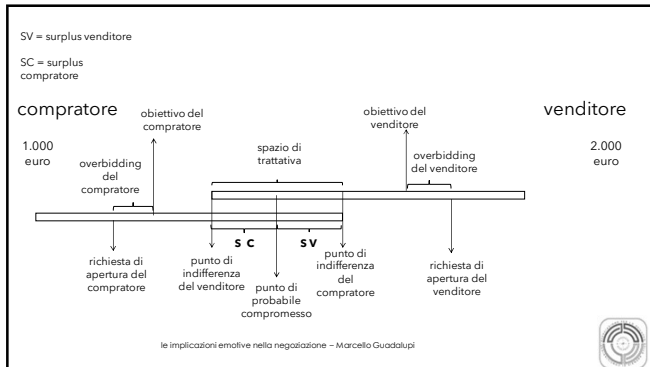 SV = surplus venditore
SC = surplus
compratore
compratore
venditore
1.000
euro
2.000
euro
obiettivo del
compratore
obiettivo del
venditore
overbidding
del
compratore
spazio di
trattativa
overbidding
del venditore
S C
SV
richiesta di
apertura del
compratore
punto di
indifferenza
del venditore
punto di
probabile
compromesso
punto di
indifferenza
del
compratore
richiesta di
apertura del
venditore
le implicazioni emotive nella negoziazione – Marcello Guadalupi